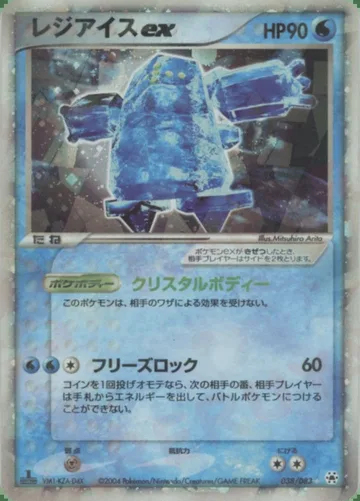 レジアイスex HP90
たね
illus.Mitsuhiro Arita
ポケモンexがきぜつしたとき、
相手プレイヤーはサイドを2枚とります。
ポケボディー クリスタルボディー
このポケモンは、相手のワザによる効果を受けない。
フリーズロック 60
コインを1回投げオモテなら、次の相手の番、相手プレイヤー
は手札からエネルギーを出して、バトルポケモンにつける
ことができない。
弱点 抵抗力 にげる
©2004 Pokémon/Nintendo/Creatures/GAME FREAK